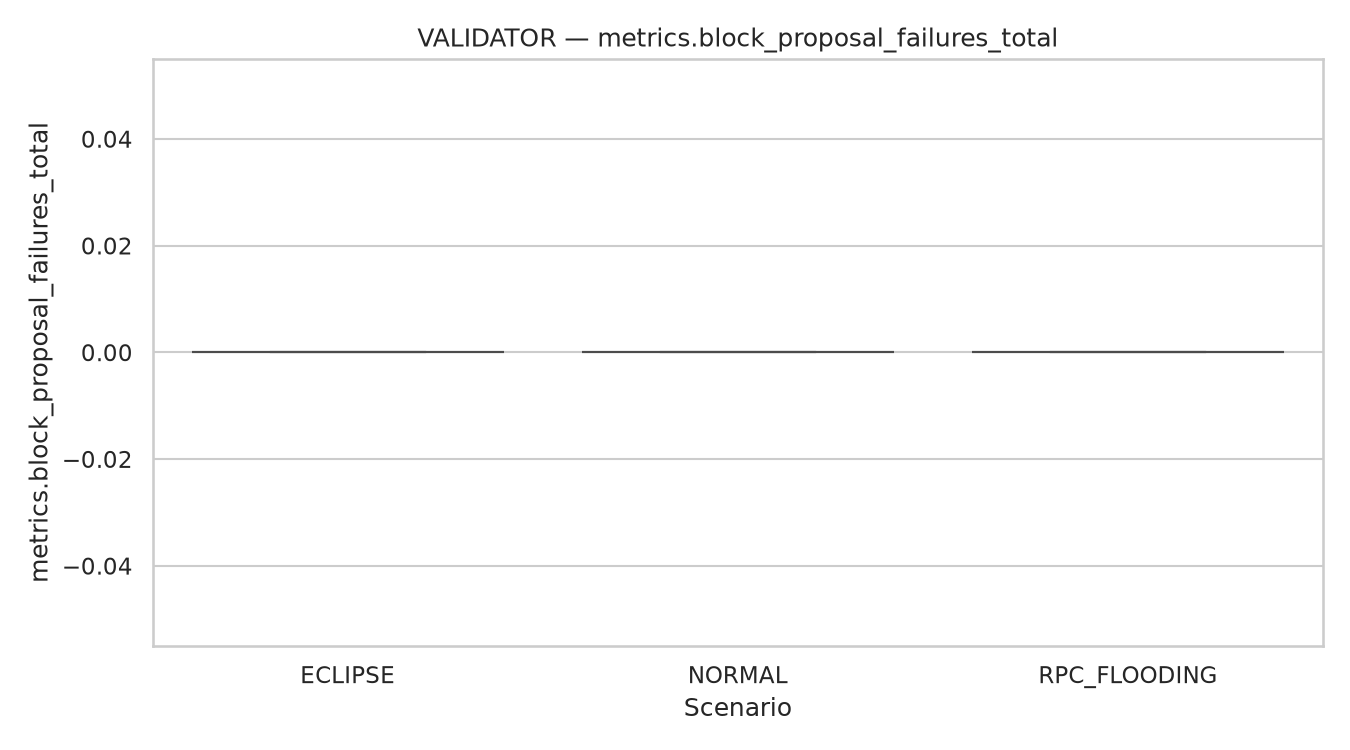 VALIDATOR — metrics.block_proposal_failures_total
metrics.block_proposal_failures_total
0.04
0.02
0.00
−0.02
−0.04
ECLIPSE
NORMAL
RPC_FLOODING
Scenario